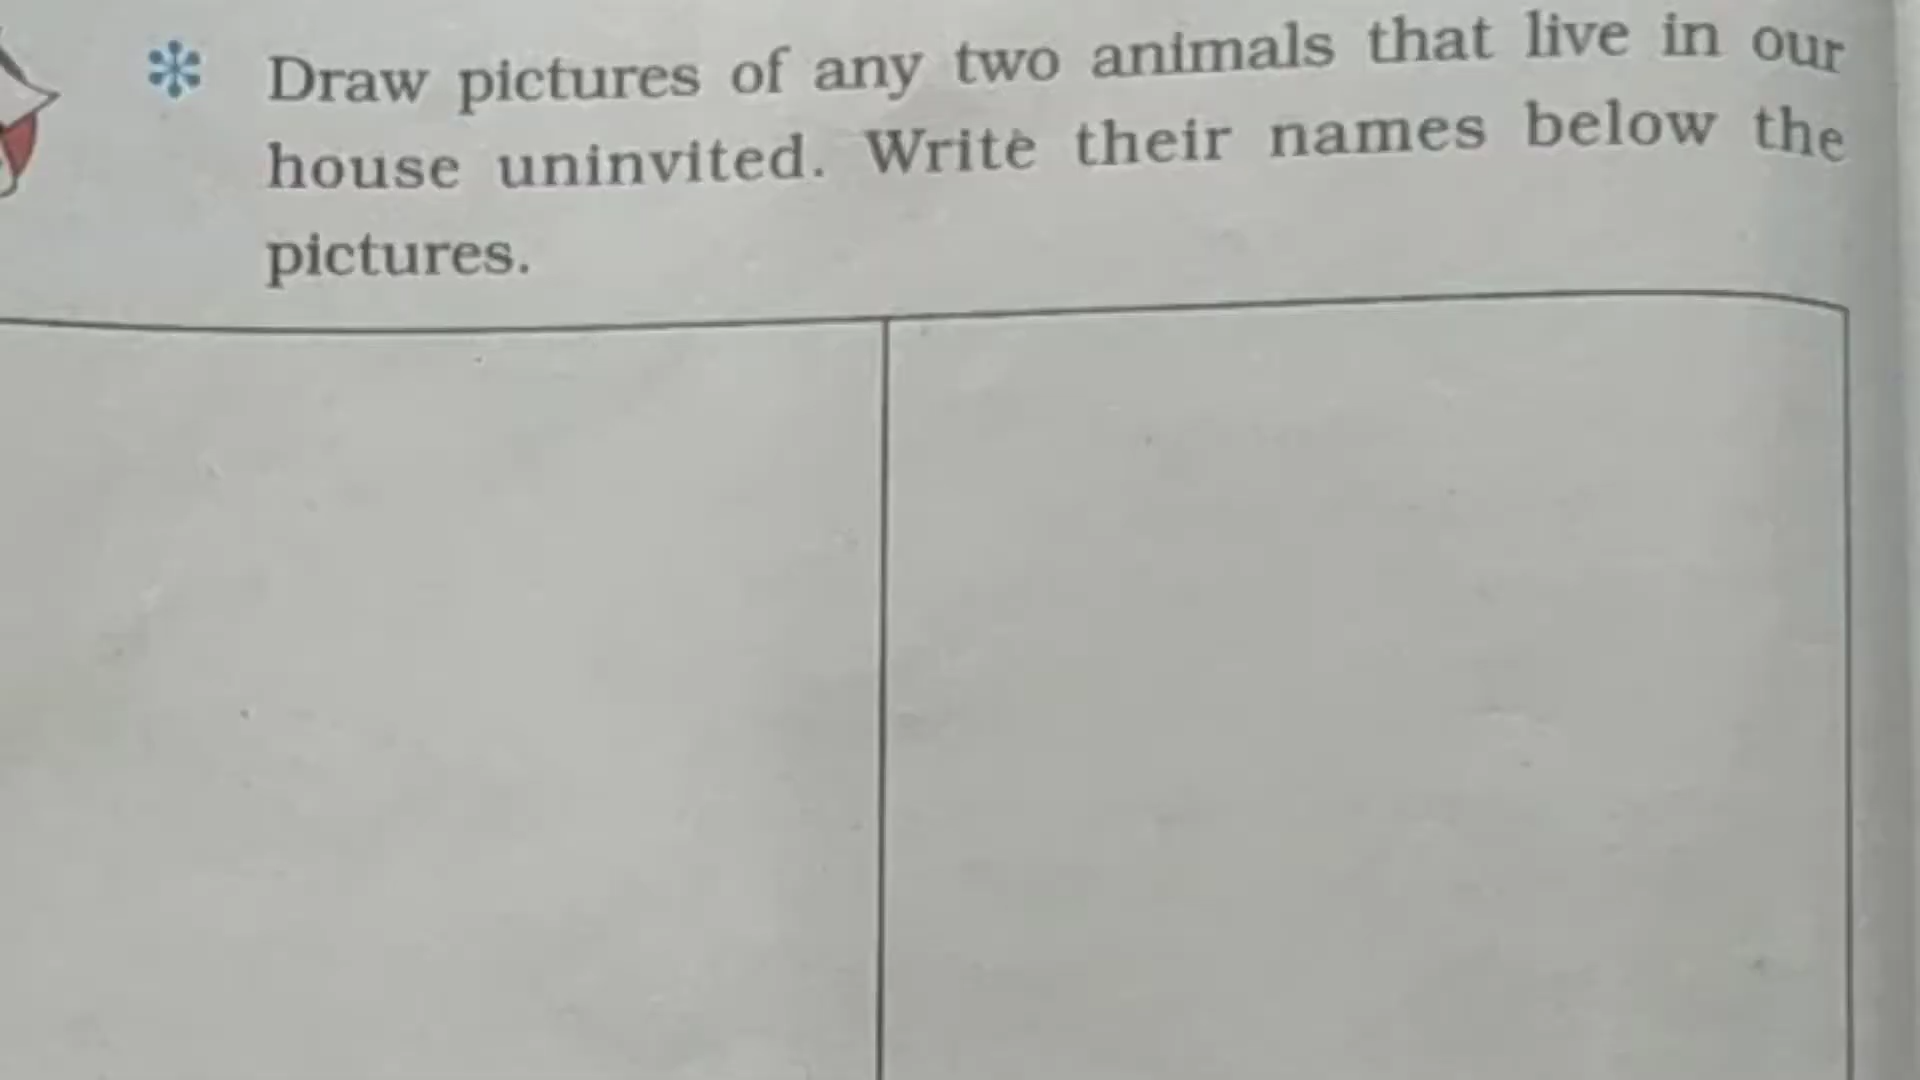 Draw pictures of any two animals that live in our
house uninvited. Write their names below the
pictures.